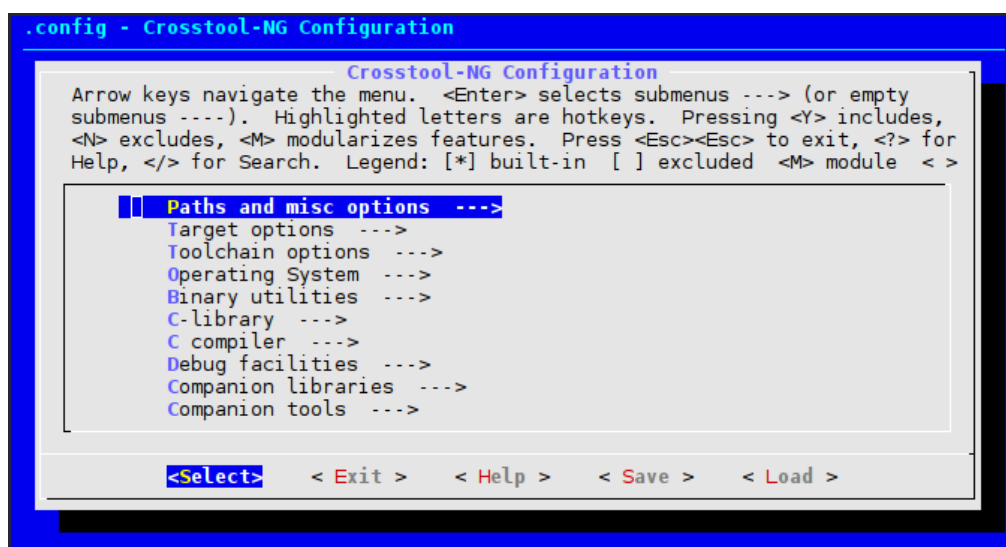 .config - Crosstool-NG Configuration
Crosstool-NG Configuration
Arrow keys navigate the menu.  <Enter> selects submenus ---> (or empty
submenus ----).  Highlighted letters are hotkeys.  Pressing <Y> includes,
<N> excludes, <M> modularizes features.  Press <Esc><Esc> to exit, <?> for
Help, </> for Search.  Legend: [*] built-in  [ ] excluded  <M> module  < >
Paths and misc options  --->
Target options  --->
Toolchain options  --->
Operating System  --->
Binary utilities  --->
C-library  --->
C compiler  --->
Debug facilities  --->
Companion libraries  --->
Companion tools  --->
<Select>    < Exit >    < Help >    < Save >    < Load >